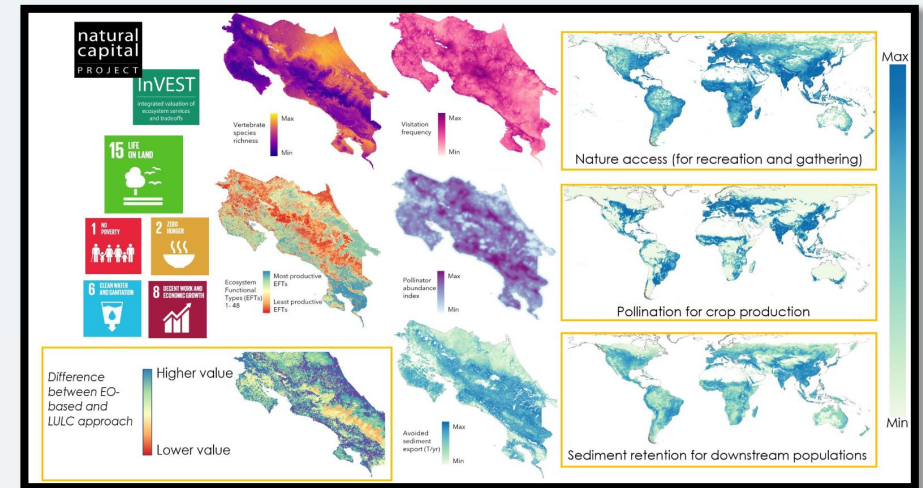 natural
capital
PROJECT
InVEST
integrated valuation of
ecosystem services
and tradeoffs
15 LIFE
ON LAND
1 NO
POVERTY
2 ZERO
HUNGER
6 CLEAN WATER
AND SANITATION
8 DECENT WORK AND
ECONOMIC GROWTH
Vertebrate
species
richness
Max
Min
Visitation
frequency
Max
Min
Ecosystem
Functional
Types (EFTs)
1- 48
Most productive
EFTs
Least productive
EFTs
Pollinator
abundance
index
Max
Min
Difference
between EO-
based and
LULC approach
Higher value
Lower value
Avoided
sediment
export (T/yr)
Max
Min
Nature access (for recreation and gathering)
Pollination for crop production
Sediment retention for downstream populations
Max
Min